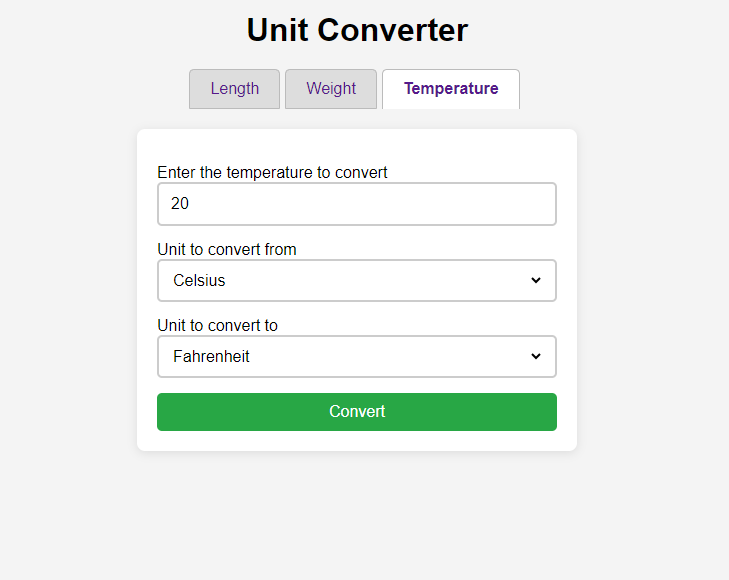 Unit Converter
Length Weight Temperature
Enter the temperature to convert
20
Unit to convert from
Celsius
Unit to convert to
Fahrenheit
Convert